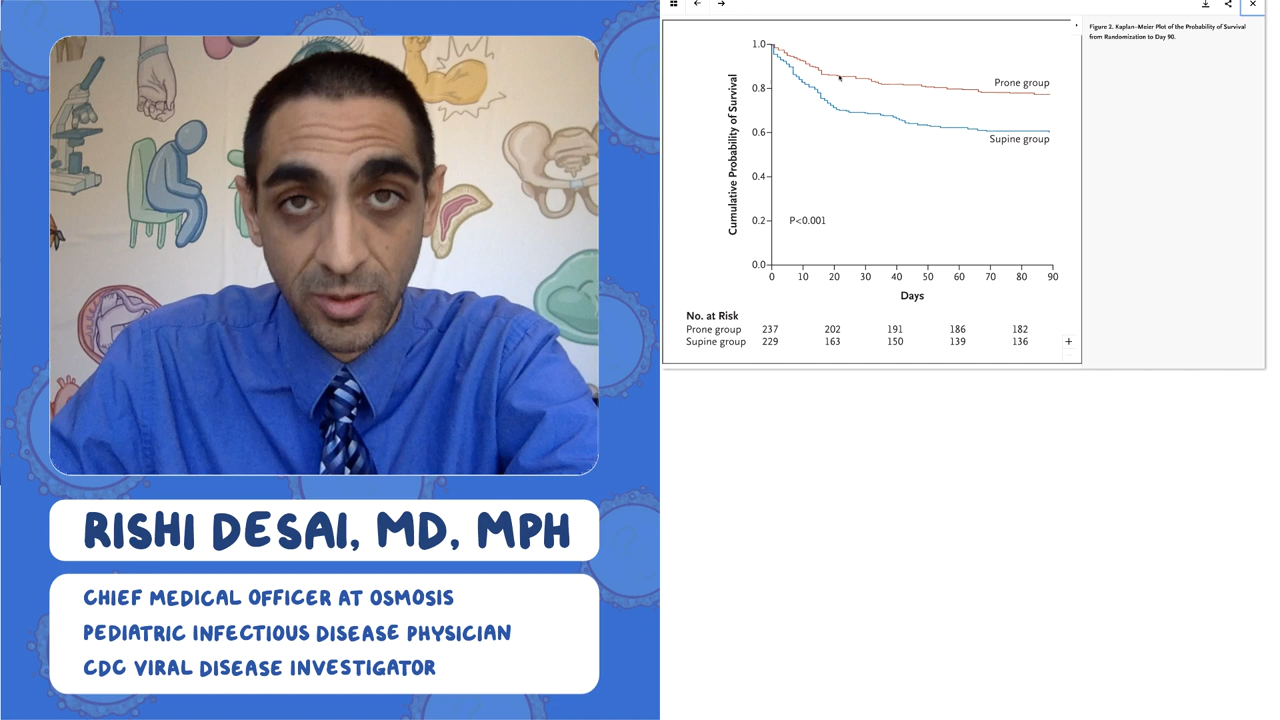 RISHI DESAI, MD, MPH
CHIEF MEDICAL OFFICER AT OSMOSIS
PEDIATRIC INFECTIOUS DISEASE PHYSICIAN
CDC VIRAL DISEASE INVESTIGATOR
Figure 2. Kaplan–Meier Plot of the Probability of Survival
from Randomization to Day 90.
Cumulative Probability of Survival
1.0
0.8
0.6
0.4
0.2
0.0
Prone group
Supine group
P<0.001
0 10 20 30 40 50 60 70 80 90
Days
No. at Risk
Prone group 237 202 191 186 182
Supine group 229 163 150 139 136